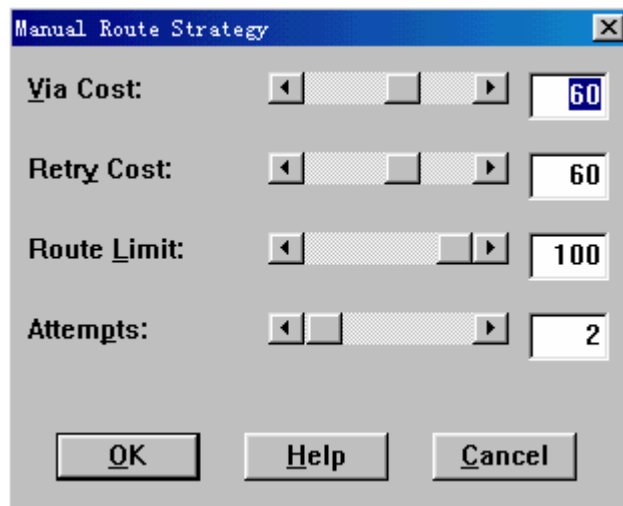 Manual Route Strategy
Via Cost: 60
Retry Cost: 60
Route Limit: 100
Attempts: 2
OK Help Cancel